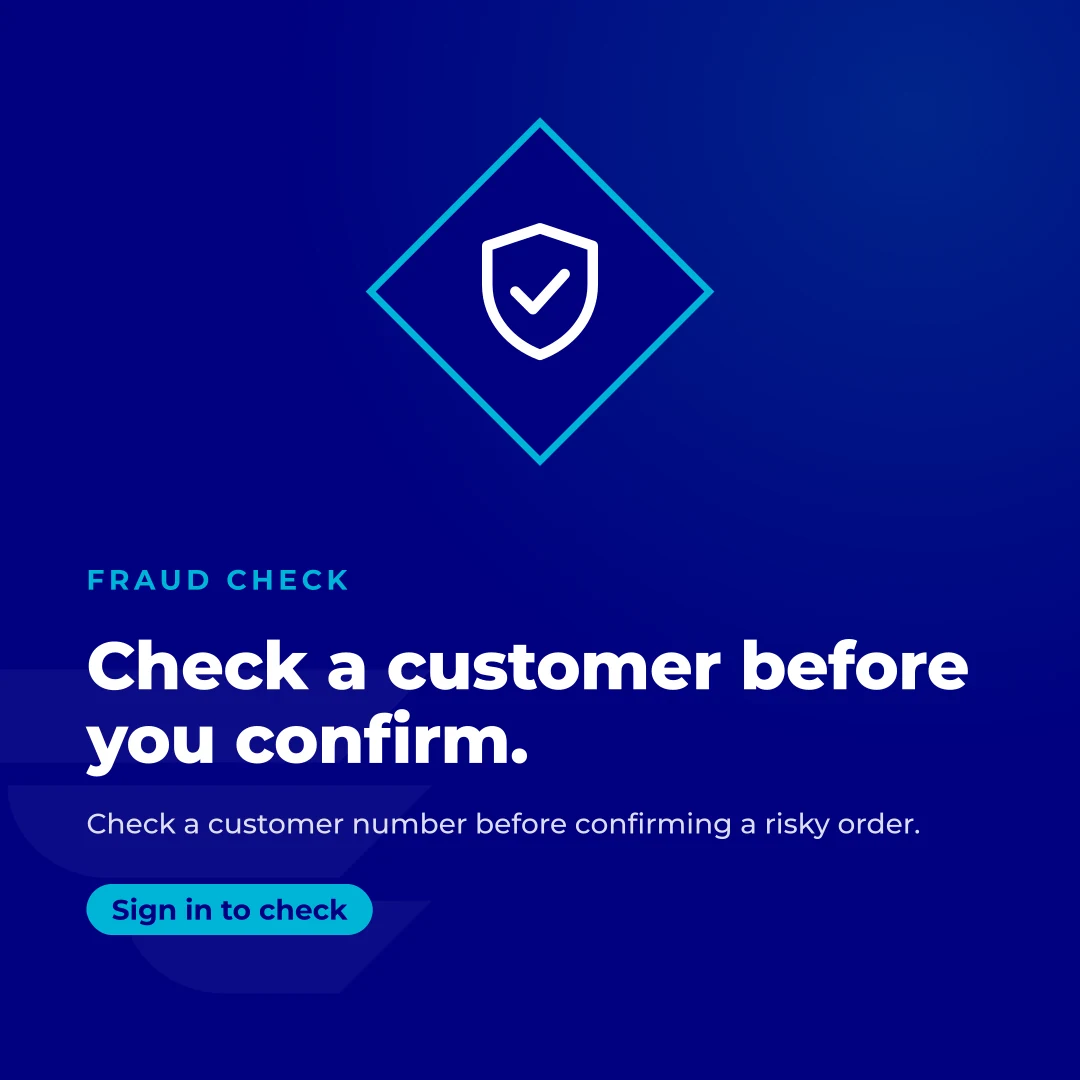 FRAUD CHECK
Check a customer before
you confirm.
Check a customer number before confirming a risky order.
Sign in to check